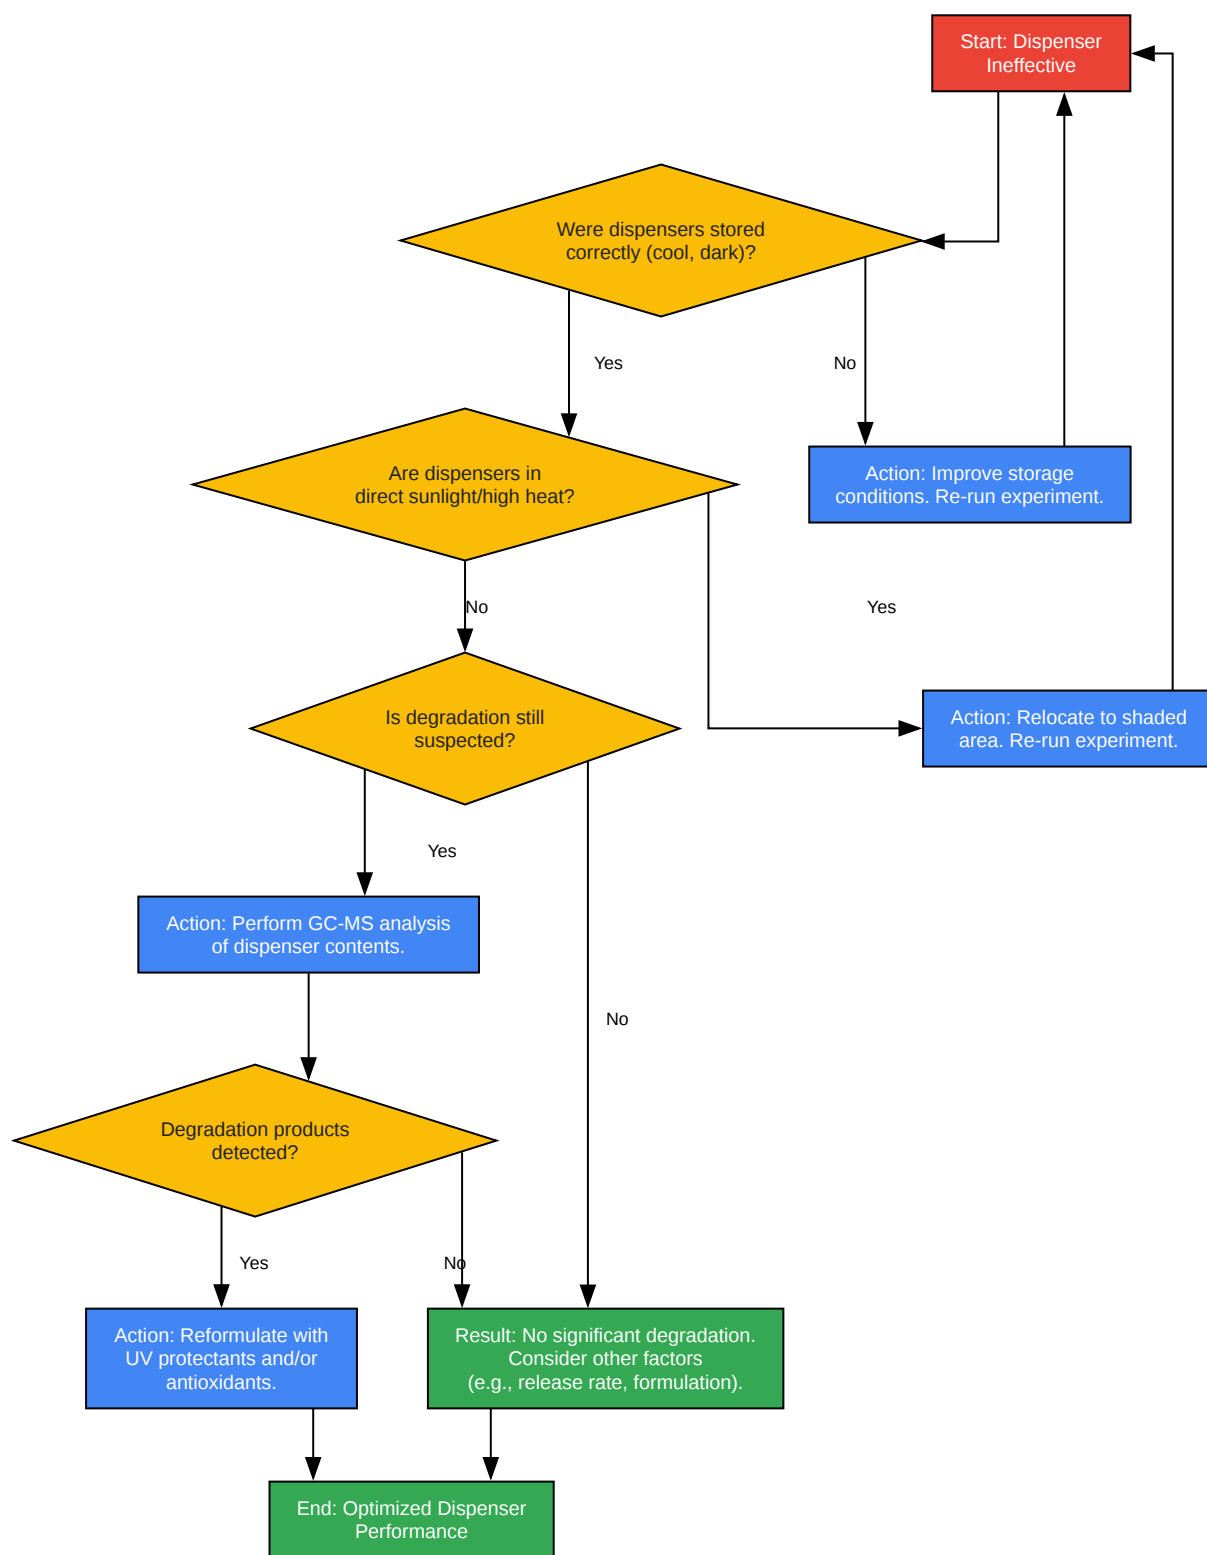 Start: Dispenser
Ineffective
Were dispensers stored
correctly (cool, dark)?
Yes
No
Are dispensers in
direct sunlight/high heat?
Action: Improve storage
conditions. Re-run experiment.
No
Yes
Is degradation still
suspected?
Action: Relocate to shaded
area. Re-run experiment.
Yes
Action: Perform GC-MS analysis
of dispenser contents.
No
Degradation products
detected?
Yes
No
Action: Reformulate with
UV protectants and/or
antioxidants.
Result: No significant degradation.
Consider other factors
(e.g., release rate, formulation).
End: Optimized Dispenser
Performance